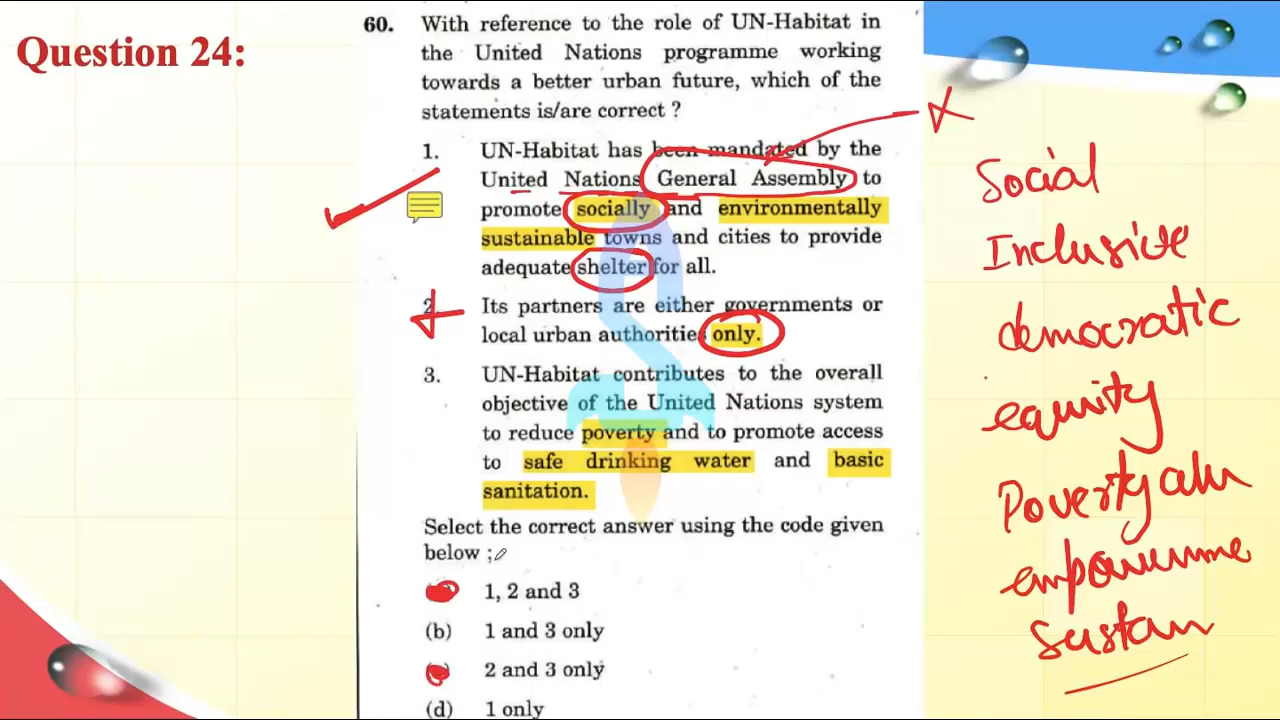 Question 24:
60. With reference to the role of UN-Habitat in
the United Nations programme working
towards a better urban future, which of the
statements is/are correct ?
1. UN-Habitat has been mandated by the
United Nations General Assembly to
promote socially and environmentally
sustainable towns and cities to provide
adequate shelter for all.
2. Its partners are either governments or
local urban authorities only.
3. UN-Habitat contributes to the overall
objective of the United Nations system
to reduce poverty and to promote access
to safe drinking water and basic
sanitation.
Select the correct answer using the code given
below ;
1, 2 and 3
(b) 1 and 3 only
2 and 3 only
(d) 1 only
Social
Inclusive
democratic
equity
Poverty
sustan